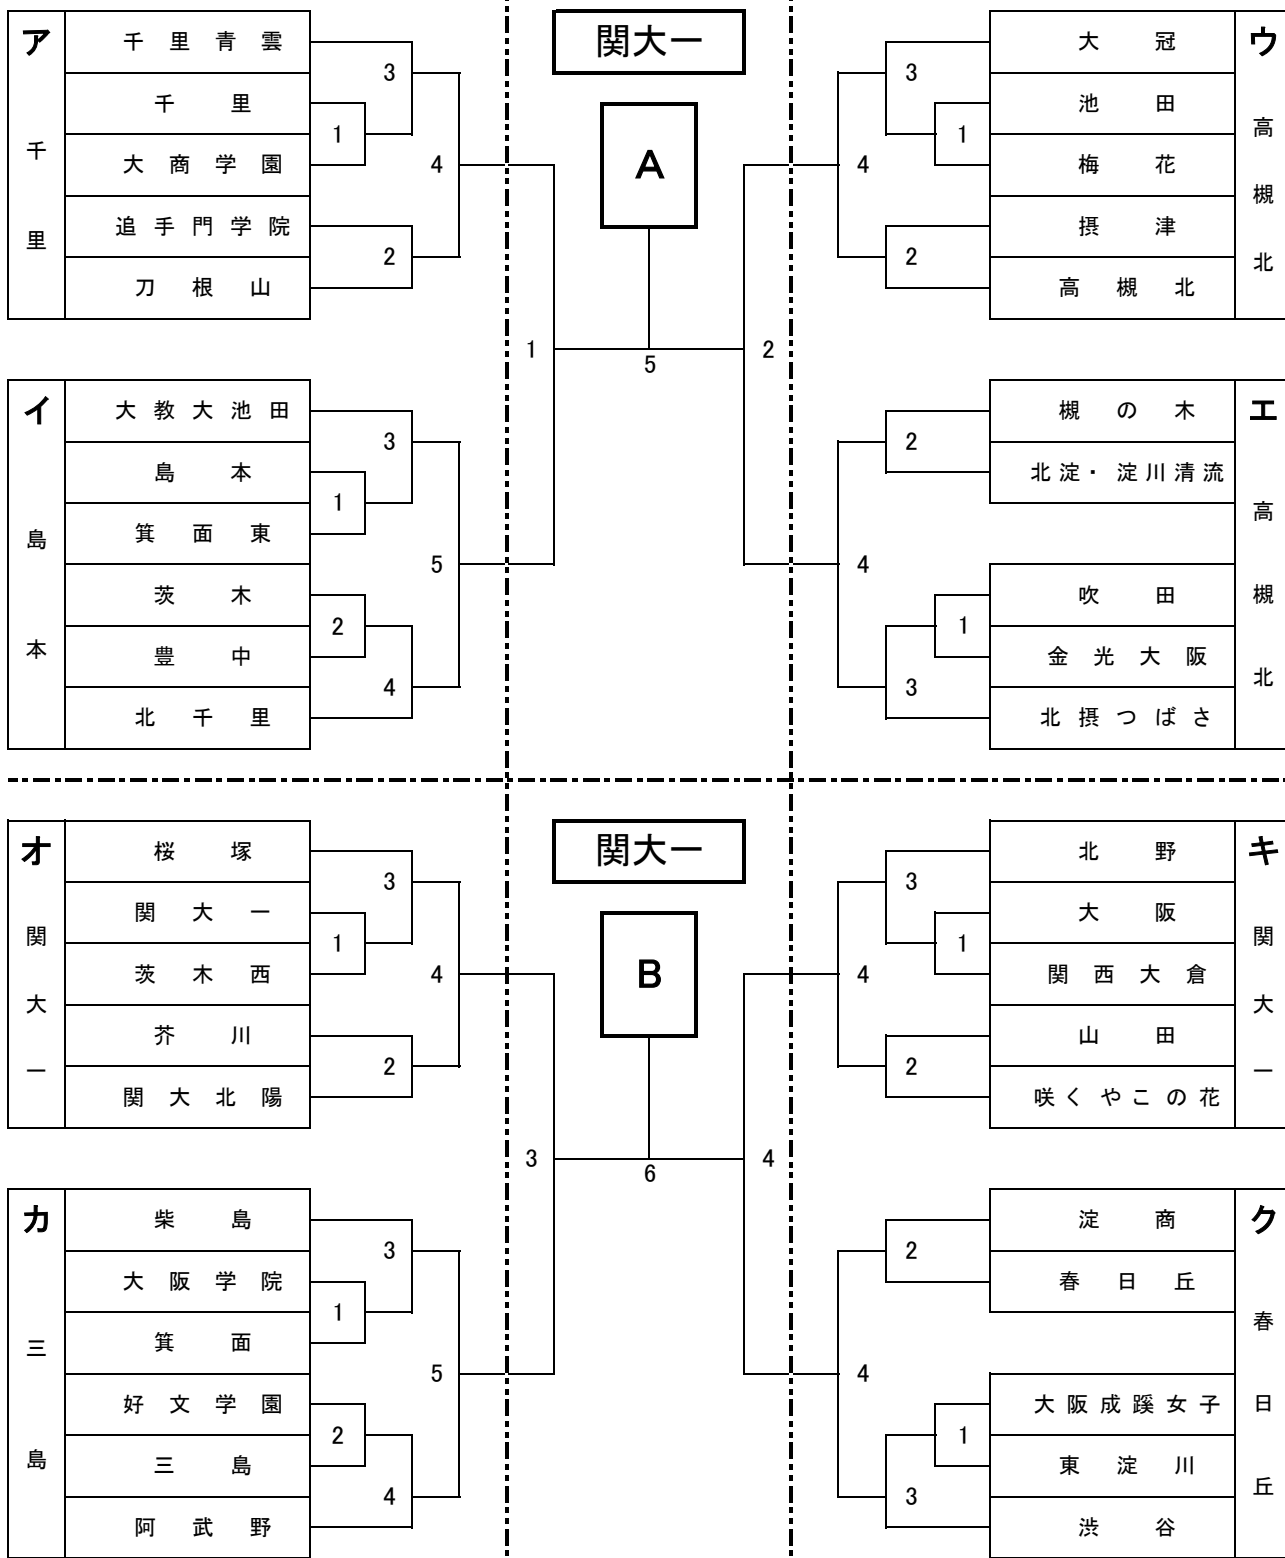 ア 千里
千里青雲
千里
大商学園
追手門学院
刀根山
3
1
4
2
イ 島本
大教大池田
島本
箕面東
茨木
豊中
北千里
3
1
5
2
4
関大一
A
1
5
2
ウ 高槻北
大冠
池田
梅花
摂津
高槻北
3
1
4
2
エ 高槻北
槻の木
北淀・淀川清流
吹田
金光大阪
北摂つばさ
2
4
1
3
オ 関大一
桜塚
関大一
茨木西
芥川
関大北陽
3
1
4
2
カ 三島
柴島
大阪学院
箕面
好文学園
三島
阿武野
3
1
5
2
4
関大一
B
3
6
4
キ 関大一
北野
大阪
関西大倉
山田
咲くやこの花
3
1
4
2
ク 春日丘
淀商
春日丘
大阪成蹊女子
東淀川
渋谷
2
4
1
3